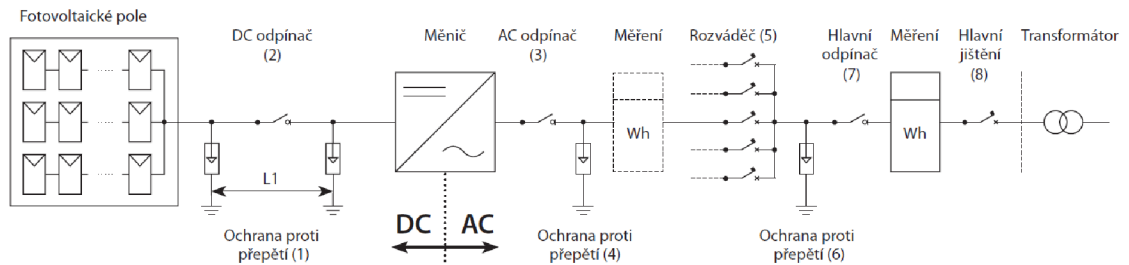 Fotovoltaické pole
DC odpínač
(2)
Měnič
AC odpínač
(3)
Měření
Rozváděč (5)
Hlavní
odpínač
(7)
Měření
Hlavní
jištění
(8)
Transformátor
Wh
Wh
L1
DC
AC
Ochrana proti
přepětí (1)
Ochrana proti
přepětí (4)
Ochrana proti
přepětí (6)